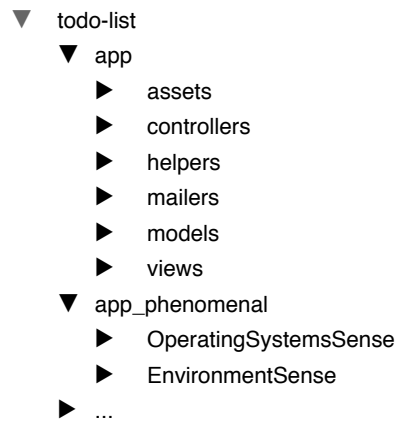 todo-list
app
assets
controllers
helpers
mailers
models
views
app_phenomenal
OperatingSystemsSense
EnvironmentSense
...